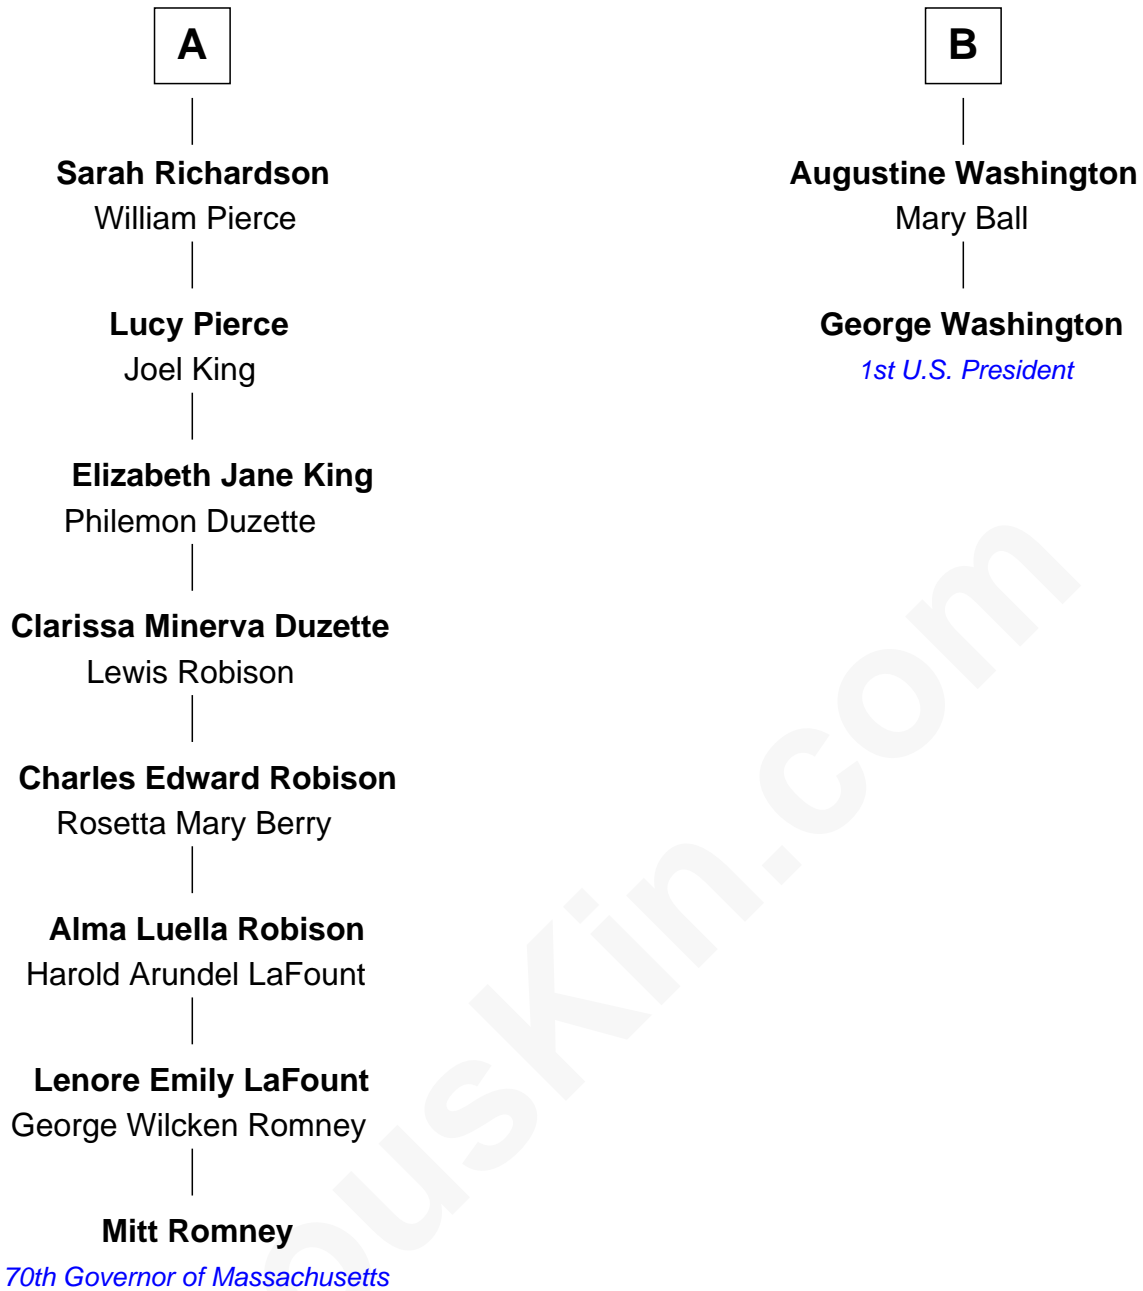 A
Sarah Richardson
William Pierce
Lucy Pierce
Joel King
Elizabeth Jane King
Philemon Duzette
Clarissa Minerva Duzette
Lewis Robison
Charles Edward Robison
Rosetta Mary Berry
Alma Luella Robison
Harold Arundel LaFount
Lenore Emily LaFount
George Wilcken Romney
Mitt Romney
70th Governor of Massachusetts
B
Augustine Washington
Mary Ball
George Washington
1st U.S. President
ousKin.com